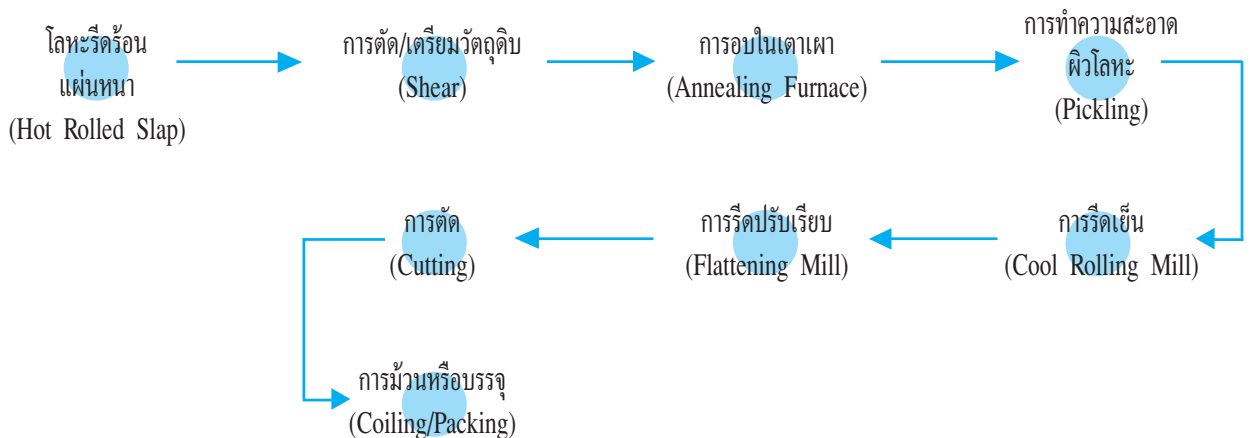 โลหะรีดร้อน
แผ่นหนา
(Hot Rolled Slap)
การตัด/เตรียมวัตถุดิบ
(Shear)
การอบในเตาเผา
(Annealing Furnace)
การทำความสะอาด
ผิวโลหะ
(Pickling)
การรีดเย็น
(Cool Rolling Mill)
การรีดปรับเรียบ
(Flattening Mill)
การตัด
(Cutting)
การม้วนหรือบรรจุ
(Coiling/Packing)